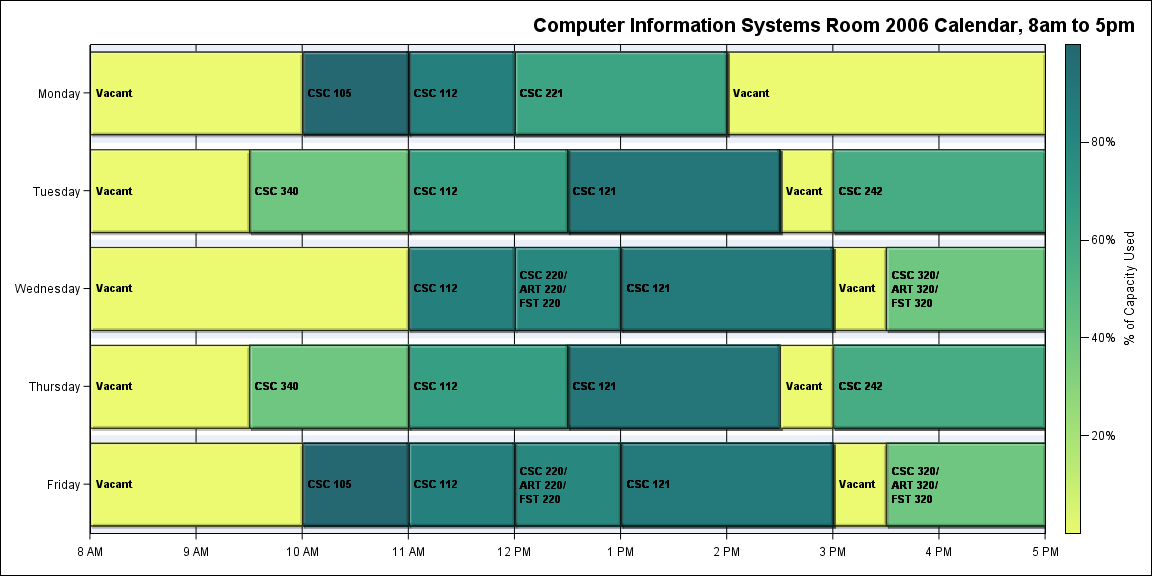 Computer Information Systems Room 2006 Calendar, 8am to 5pm
Monday
Vacant
CSC 105
CSC 112
CSC 221
Vacant
Tuesday
Vacant
CSC 340
CSC 112
CSC 121
Vacant
CSC 242
Wednesday
Vacant
CSC 112
CSC 220/
ART 220/
FST 220
CSC 121
Vacant
CSC 320/
ART 320/
FST 320
Thursday
Vacant
CSC 340
CSC 112
CSC 121
Vacant
CSC 242
Friday
Vacant
CSC 105
CSC 112
CSC 220/
ART 220/
FST 220
CSC 121
Vacant
CSC 320/
ART 320/
FST 320
8 AM
9 AM
10 AM
11 AM
12 PM
1 PM
2 PM
3 PM
4 PM
5 PM
80%
60%
40%
20%
% of Capacity Used